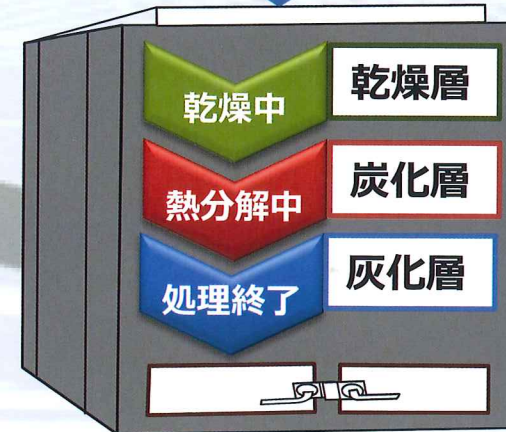 乾燥中
乾燥層
熱分解中
炭化層
処理終了
灰化層